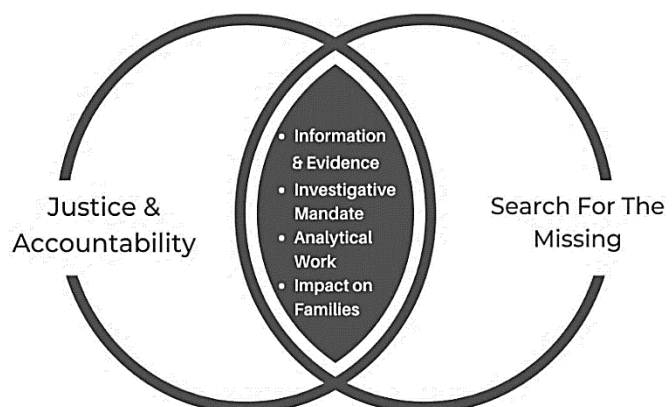 Justice &
Accountability
• Information
& Evidence
• Investigative
Mandate
• Analytical
Work
• Impact on
Families
Search For The
Missing